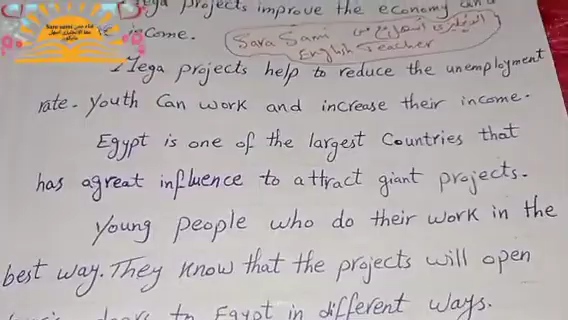 Mega projects improve the economy and
income.
Sara Sami
English Teacher
Mega projects help to reduce the unemployment
rate. Youth Can work and increase their income.
Egypt is one of the largest Countries that
has agreat influence to attract giant projects.
Young people who do their work in the
best way. They know that the projects will open
doors to Egypt in different ways.